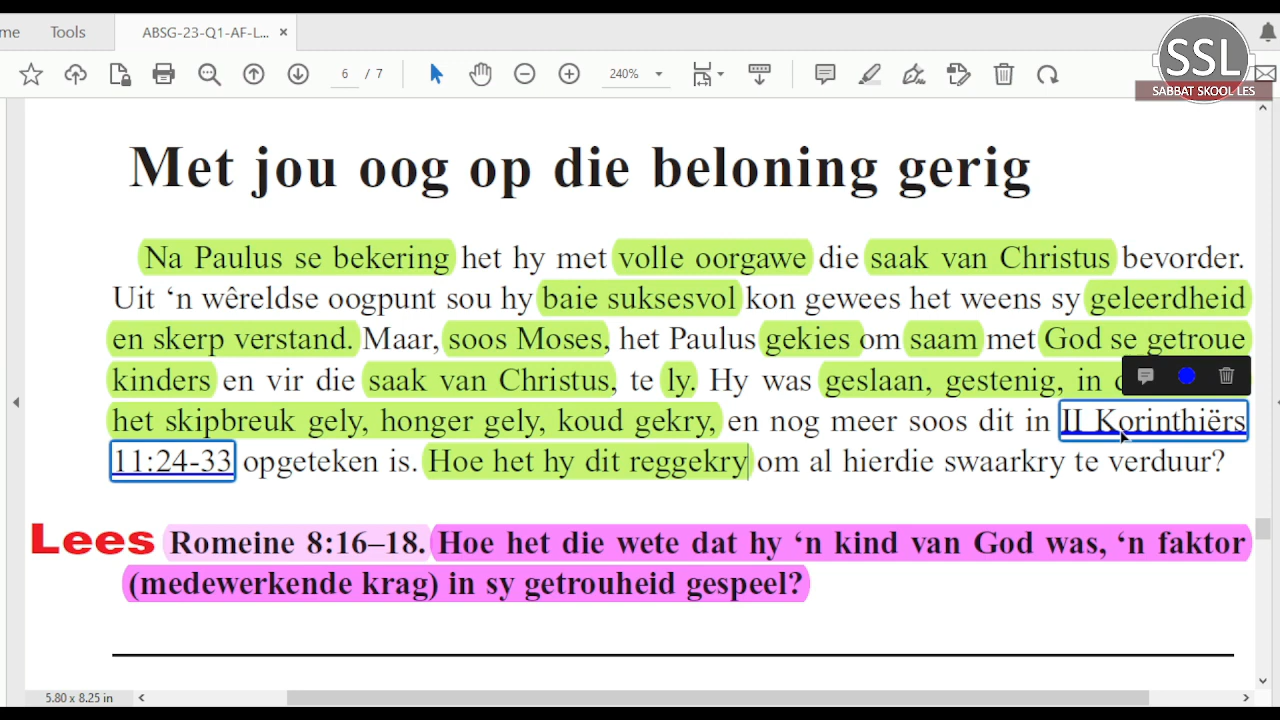 me Tools ABSG-23-Q1-AF-L... ×
SSL
SABBAT SKOOL LES
6 / 7 240%
Met jou oog op die beloning gerig
Na Paulus se bekering het hy met volle oorgawe die saak van Christus bevorder.
Uit ‘n wêreldse oogpunt sou hy baie suksesvol kon gewees het weens sy geleerdheid
en skerp verstand. Maar, soos Moses, het Paulus gekies om saam met God se getroue
kinders en vir die saak van Christus, te ly. Hy was geslaan, gestenig, in
het skipbreuk gely, honger gely, koud gekry, en nog meer soos dit in II Korinthiërs
11:24-33 opgeteken is. Hoe het hy dit reggekry om al hierdie swaarkry te verduur?
Lees Romeine 8:16–18. Hoe het die wete dat hy ‘n kind van God was, ‘n faktor
(medewerkende krag) in sy getrouheid gespeel?
5.80 x 8.25 in